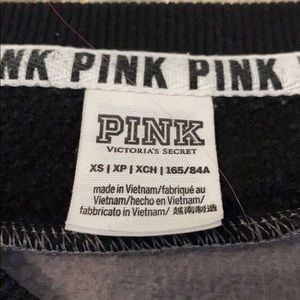 NK PINK PINK P
PINK
VICTORIA'S SECRET
XS | XP | XCH | 165/84A
made in Vietnam/fabriqué au
Vietnam/hecho en Vietnam/
fabbricato in Vietnam/ 越南制造